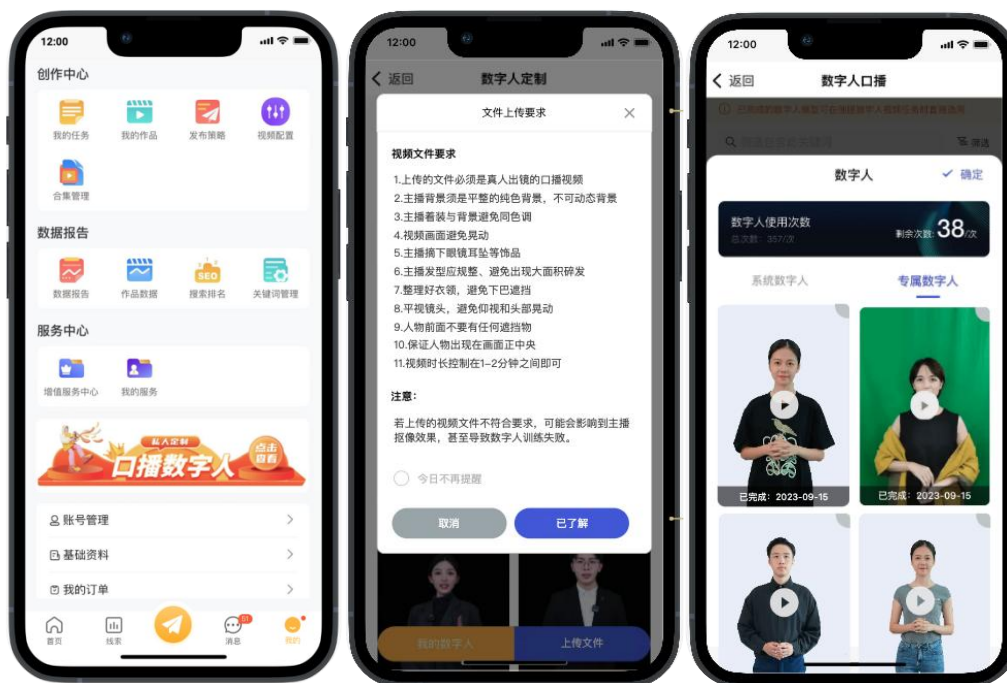 12:00
创作中心
我的任务
我的作品
发布策略
视频配置
合集管理
数据报告
数据报告
作品数据
SEO
搜索排名
关键词管理
服务中心
增值服务中心
我的服务
私人定制
口播数字人
点击
查看
账号管理
基础资料
我的订单
首页
线索
51
消息
我的
12:00
返回
数字人定制
文件上传要求
视频文件要求
1.上传的文件必须是真人出镜的口播视频
2.主播背景须是平整的纯色背景，不可动态背景
3.主播着装与背景避免同色调
4.视频画面避免晃动
5.主播摘下眼镜耳坠等饰品
6.主播发型应规整、避免出现大面积碎发
7.整理好衣领，避免下巴遮挡
8.平视镜头，避免仰视和头部晃动
9.人物前面不要有任何遮挡物
10.保证人物出现在画面正中央
11.视频时长控制在1-2分钟之间即可
注意：
若上传的视频文件不符合要求，可能会影响到主播
抠像效果，甚至导致数字人训练失败。
今日不再提醒
取消
已了解
我的数字人
上传文件
12:00
返回
数字人口播
筛选
数字人
确定
数字人使用次数
总次数：357/次
剩余次数：38/次
系统数字人
专属数字人
已完成：2023-09-15
已完成：2023-09-15